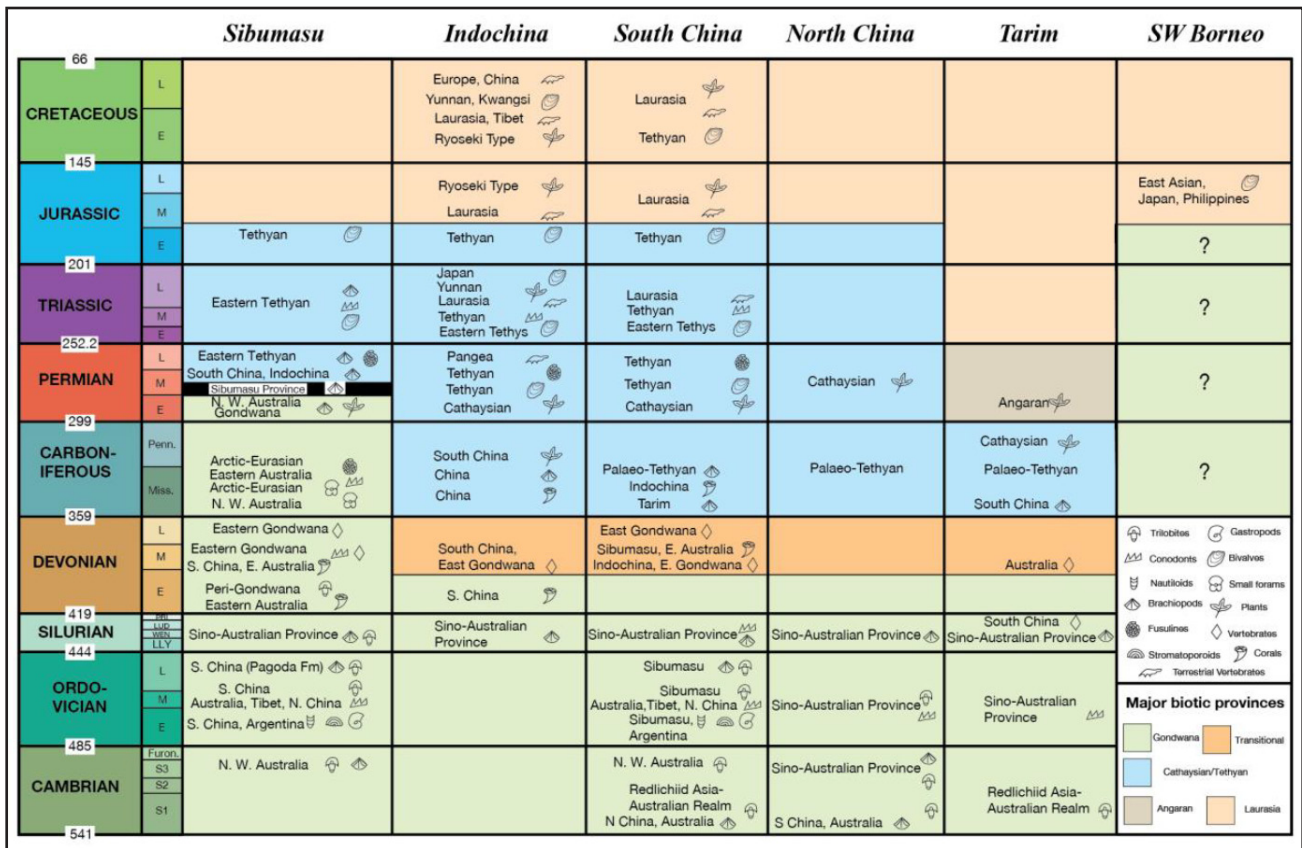 Sibumasu
Indochina
South China
North China
Tarim
SW Borneo
66
CRETACEOUS
L
E
Europe, China
Yunnan, Kwangsi
Laurasia, Tibet
Ryoseki Type
Laurasia
Tethyan
145
JURASSIC
L
M
E
Tethyan
Ryoseki Type
Laurasia
Tethyan
Laurasia
Tethyan
East Asian,
Japan, Philippines
?
201
TRIASSIC
L
M
E
Eastern Tethyan
Japan
Yunnan
Laurasia
Tethyan
Eastern Tethys
Laurasia
Tethyan
Eastern Tethys
?
252.2
PERMIAN
L
M
E
Eastern Tethyan
South China, Indochina
Sibumasu Province
N. W. Australia
Gondwana
Pangea
Tethyan
Tethyan
Cathaysian
Tethyan
Tethyan
Cathaysian
Cathaysian
Angaran
?
299
CARBON-
IFEROUS
Penn.
Miss.
Arctic-Eurasian
Eastern Australia
Arctic-Eurasian
N. W. Australia
South China
China
China
Palaeo-Tethyan
Indochina
Tarim
Palaeo-Tethyan
Cathaysian
Palaeo-Tethyan
South China
?
359
DEVONIAN
L
M
E
Eastern Gondwana
Eastern Gondwana
S. China, E. Australia
Peri-Gondwana
Eastern Australia
South China,
East Gondwana
S. China
East Gondwana
Sibumasu, E. Australia
Indochina, E. Gondwana
Australia
419
SILURIAN
LUD
WEN
LLY
Sino-Australian Province
Sino-Australian
Province
Sino-Australian Province
Sino-Australian Province
South China
Sino-Australian Province
444
ORDO-
VICIAN
L
M
E
S. China (Pagoda Fm)
S. China
Australia, Tibet, N. China
S. China, Argentina
Sibumasu
Sibumasu
Australia,Tibet, N. China
Sibumasu,
Argentina
Sino-Australian Province
Sino-Australian
Province
485
CAMBRIAN
Furon.
S3
S2
S1
N. W. Australia
N. W. Australia
Redlichiid Asia-
Australian Realm
N China, Australia
Sino-Australian Province
S China, Australia
Redlichiid Asia-
Australian Realm
541
Trilobites
Gastropods
Conodonts
Bivalves
Nautiloids
Small forams
Brachiopods
Plants
Fusulines
Vertebrates
Stromatoporoids
Corals
Terrestrial Vertebrates
Major biotic provinces
Gondwana
Transitional
Cathaysian/Tethyan
Angaran
Laurasia